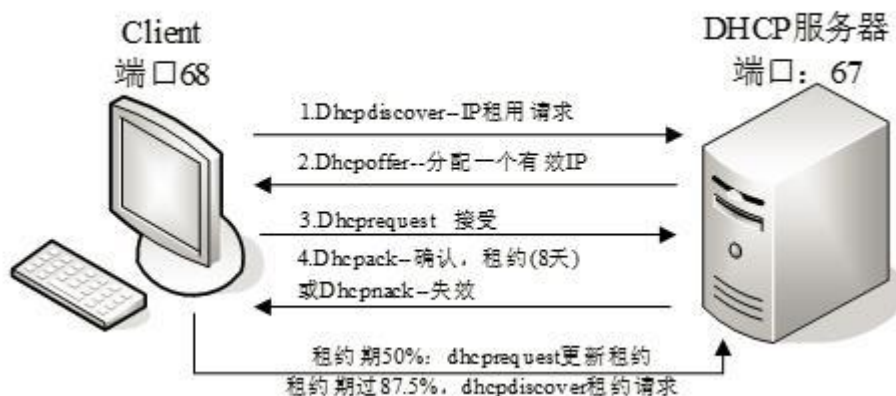 Client
端口68
DHCP服务器
端口：67
1.Dhcpdiscover--IP租用请求
2.Dhcpoffer--分配一个有效IP
3.Dhcprequest 接受
4.Dhcpack--确认，租约(8天)
或Dhcpnack--失效
租约期50%：dhcprequest更新租约
租约期过87.5%，dhcpdiscover租约请求